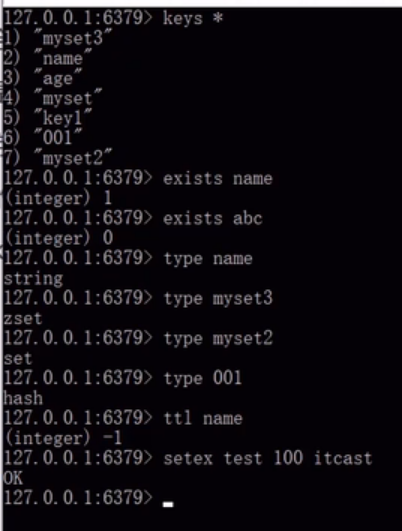 127.0.0.1:6379> keys *
1) "myset3"
2) "name"
3) "age"
4) "myset"
5) "key1"
6) "001"
7) "myset2"
127.0.0.1:6379> exists name
(integer) 1
127.0.0.1:6379> exists abc
(integer) 0
127.0.0.1:6379> type name
string
127.0.0.1:6379> type myset3
zset
127.0.0.1:6379> type myset2
set
127.0.0.1:6379> type 001
hash
127.0.0.1:6379> ttl name
(integer) -1
127.0.0.1:6379> setex test 100 itcast
OK
127.0.0.1:6379>